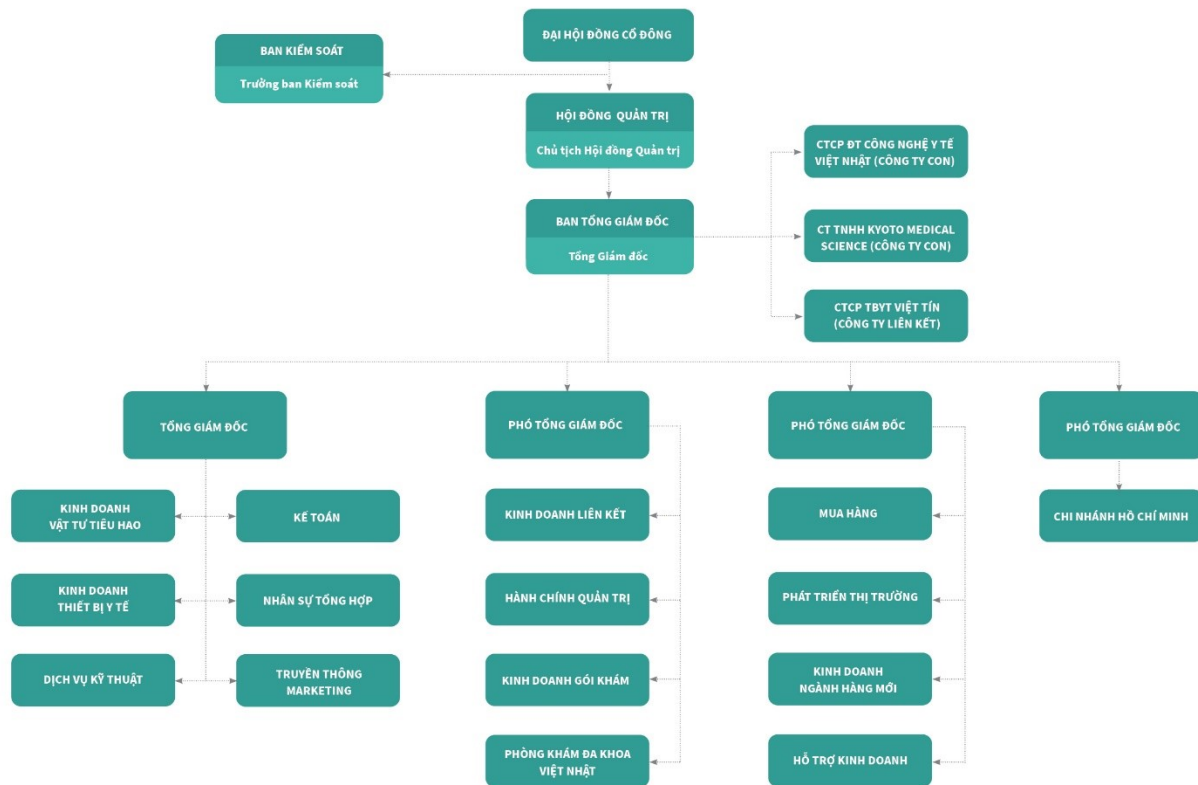 ĐẠI HỘI ĐỒNG CỔ ĐÔNG
BAN KIỂM SOÁT
Trưởng ban Kiểm soát
HỘI ĐỒNG QUẢN TRỊ
Chủ tịch Hội đồng Quản trị
CTCP ĐT CÔNG NGHỆ Y TẾ
VIỆT NHẬT (CÔNG TY CON)
BAN TỔNG GIÁM ĐỐC
Tổng Giám đốc
CT TNHH KYOTO MEDICAL
SCIENCE (CÔNG TY CON)
CTCP TBYT VIỆT TÍN
(CÔNG TY LIÊN KẾT)
TỔNG GIÁM ĐỐC
PHÓ TỔNG GIÁM ĐỐC
PHÓ TỔNG GIÁM ĐỐC
PHÓ TỔNG GIÁM ĐỐC
KINH DOANH
VẬT TƯ TIÊU HAO
KẾ TOÁN
KINH DOANH LIÊN KẾT
MUA HÀNG
CHI NHÁNH HỒ CHÍ MINH
KINH DOANH
THIẾT BỊ Y TẾ
NHÂN SỰ TỔNG HỢP
HÀNH CHÍNH QUẢN TRỊ
PHÁT TRIỂN THỊ TRƯỜNG
DỊCH VỤ KỸ THUẬT
TRUYỀN THÔNG
MARKETING
KINH DOANH GÓI KHÁM
KINH DOANH
NGÀNH HÀNG MỚI
PHÒNG KHÁM ĐA KHOA
VIỆT NHẬT
HỖ TRỢ KINH DOANH